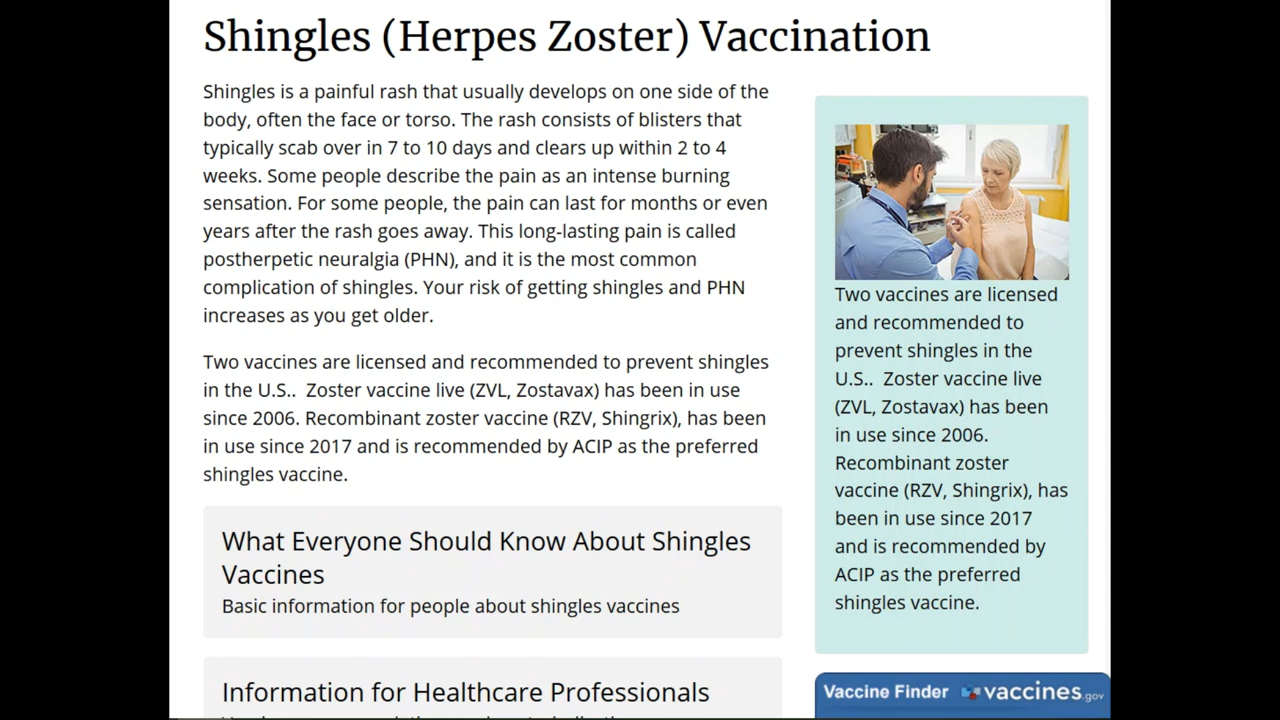 Shingles (Herpes Zoster) Vaccination
Shingles is a painful rash that usually develops on one side of the
body, often the face or torso. The rash consists of blisters that
typically scab over in 7 to 10 days and clears up within 2 to 4
weeks. Some people describe the pain as an intense burning
sensation. For some people, the pain can last for months or even
years after the rash goes away. This long-lasting pain is called
postherpetic neuralgia (PHN), and it is the most common
complication of shingles. Your risk of getting shingles and PHN
increases as you get older.
Two vaccines are licensed and recommended to prevent shingles
in the U.S..  Zoster vaccine live (ZVL, Zostavax) has been in use
since 2006. Recombinant zoster vaccine (RZV, Shingrix), has been
in use since 2017 and is recommended by ACIP as the preferred
shingles vaccine.
What Everyone Should Know About Shingles
Vaccines
Basic information for people about shingles vaccines
Information for Healthcare Professionals
Two vaccines are licensed
and recommended to
prevent shingles in the
U.S..  Zoster vaccine live
(ZVL, Zostavax) has been
in use since 2006.
Recombinant zoster
vaccine (RZV, Shingrix), has
been in use since 2017
and is recommended by
ACIP as the preferred
shingles vaccine.
Vaccine Finder vaccines.gov